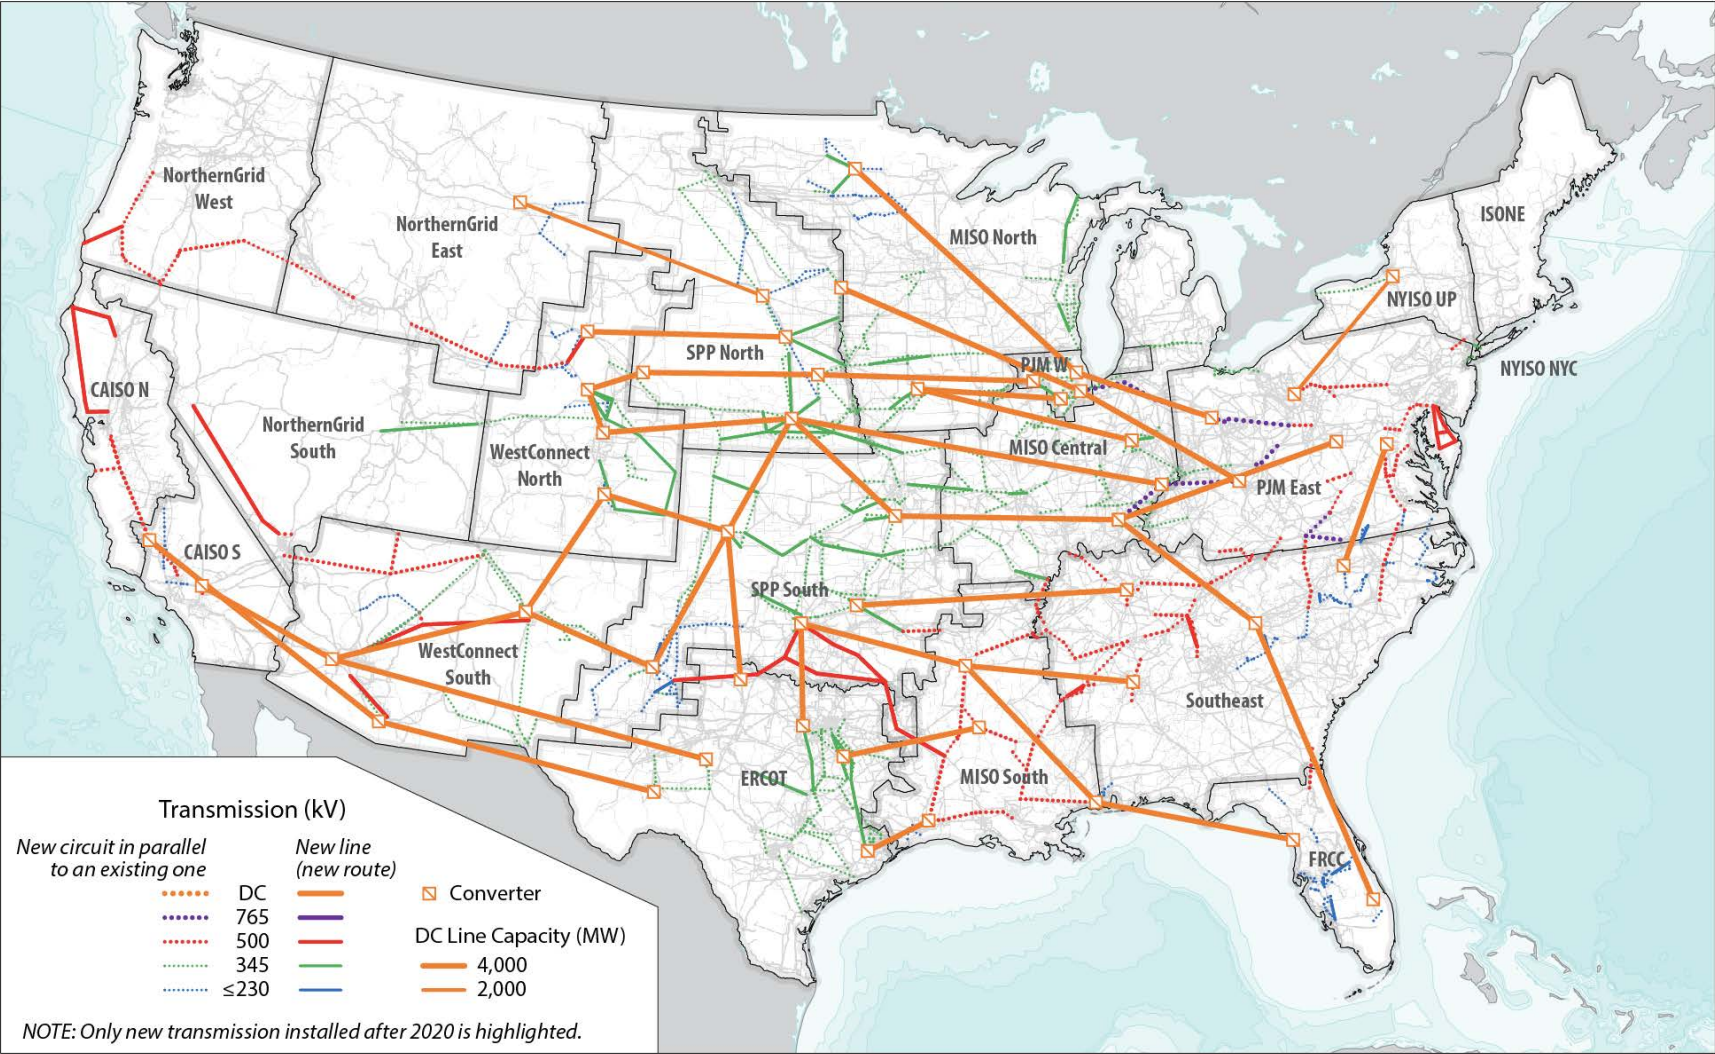 NorthernGrid
West
NorthernGrid
East
MISO North
ISONE
NYISO UP
NYISO NYC
PJM W
SPP North
CAISO N
NorthernGrid
South
WestConnect
North
MISO Central
PJM East
CAISO S
SPP South
WestConnect
South
Southeast
ERCOT
MISO South
FRCC
Transmission (kV)
New circuit in parallel
to an existing one
New line
(new route)
DC
765
500
345
≤230
Converter
DC Line Capacity (MW)
4,000
2,000
NOTE: Only new transmission installed after 2020 is highlighted.